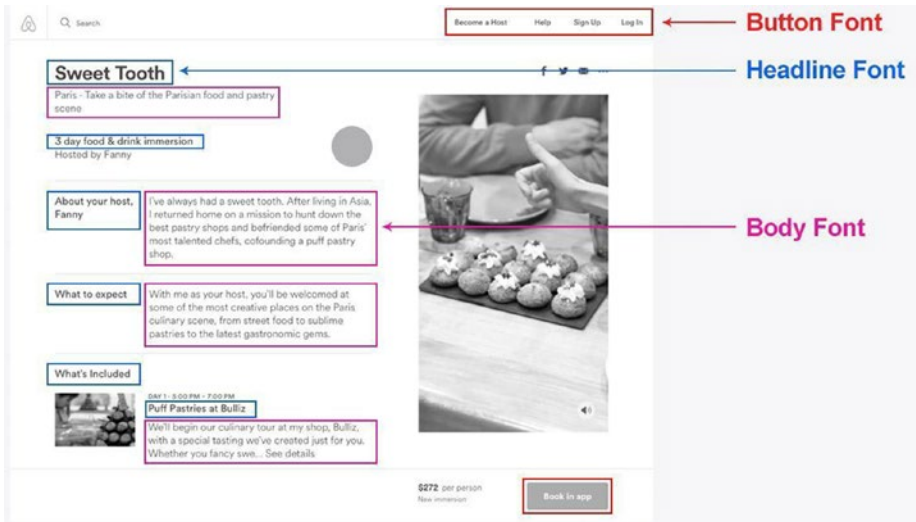 Search
Become a Host Help Sign Up Log In
Button Font
Sweet Tooth
Headline Font
Paris - Take a bite of the Parisian food and pastry
scene
3 day food & drink immersion
Hosted by Fanny
About your host,
Fanny
I've always had a sweet tooth. After living in Asia,
I returned home on a mission to hunt down the
best pastry shops and befriended some of Paris'
most talented chefs, cofounding a puff pastry
shop.
Body Font
What to expect
With me as your host, you'll be welcomed at
some of the most creative places on the Paris
culinary scene, from street food to sublime
pastries to the latest gastronomic gems.
What's Included
DAY 1 - 5:00 PM - 7:00 PM
Puff Pastries at Bulliz
We'll begin our culinary tour at my shop, Bulliz,
with a special tasting we've created just for you.
Whether you fancy swe... See details
$272 per person
New immersion
Book in app